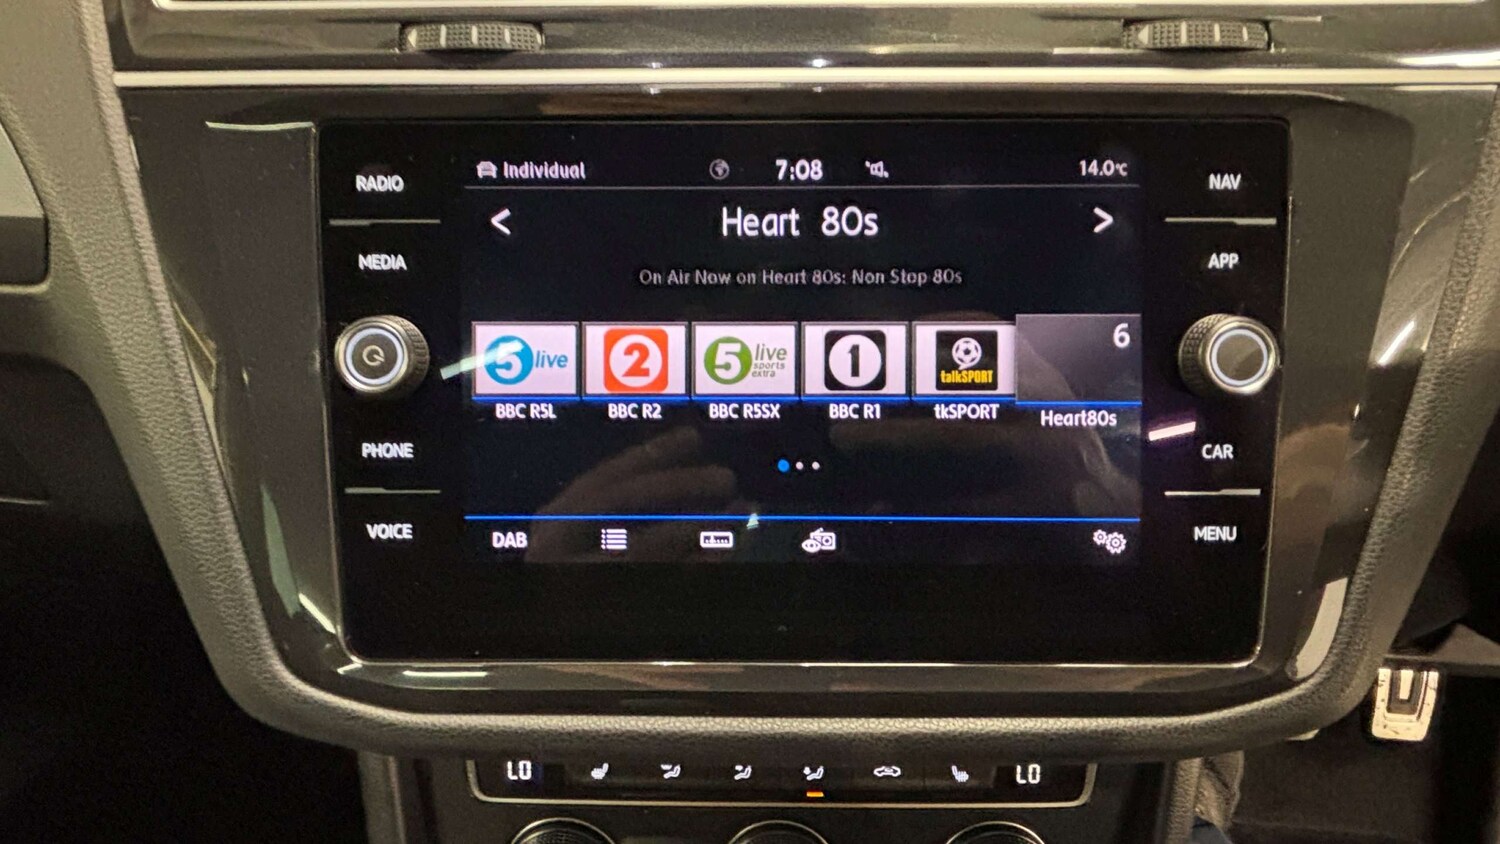 RADIO
MEDIA
PHONE
VOICE
Individual
7:08
14.0°C
< Heart 80s >
On Air Now on Heart 80s: Non Stop 80s
5 live
2
5 live sports extra
1
talkSPORT
6
BBC R5L
BBC R2
BBC R5SX
BBC R1
tkSPORT
Heart80s
DAB
NAV
APP
CAR
MENU
LO
LO